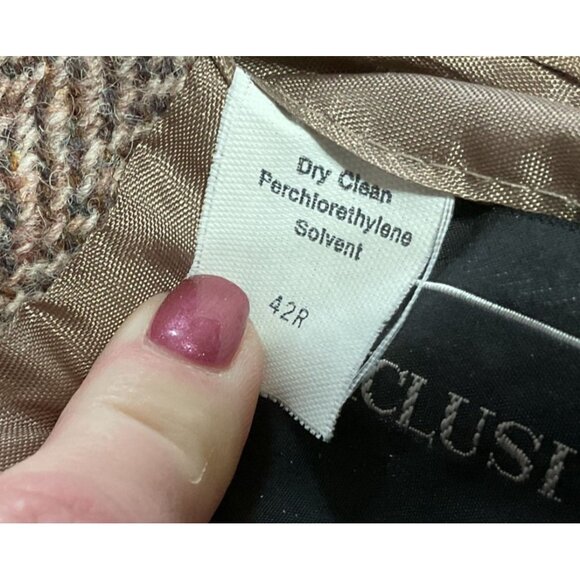 Dry Clean
Perchlorethylene
Solvent
42R
CLUSI